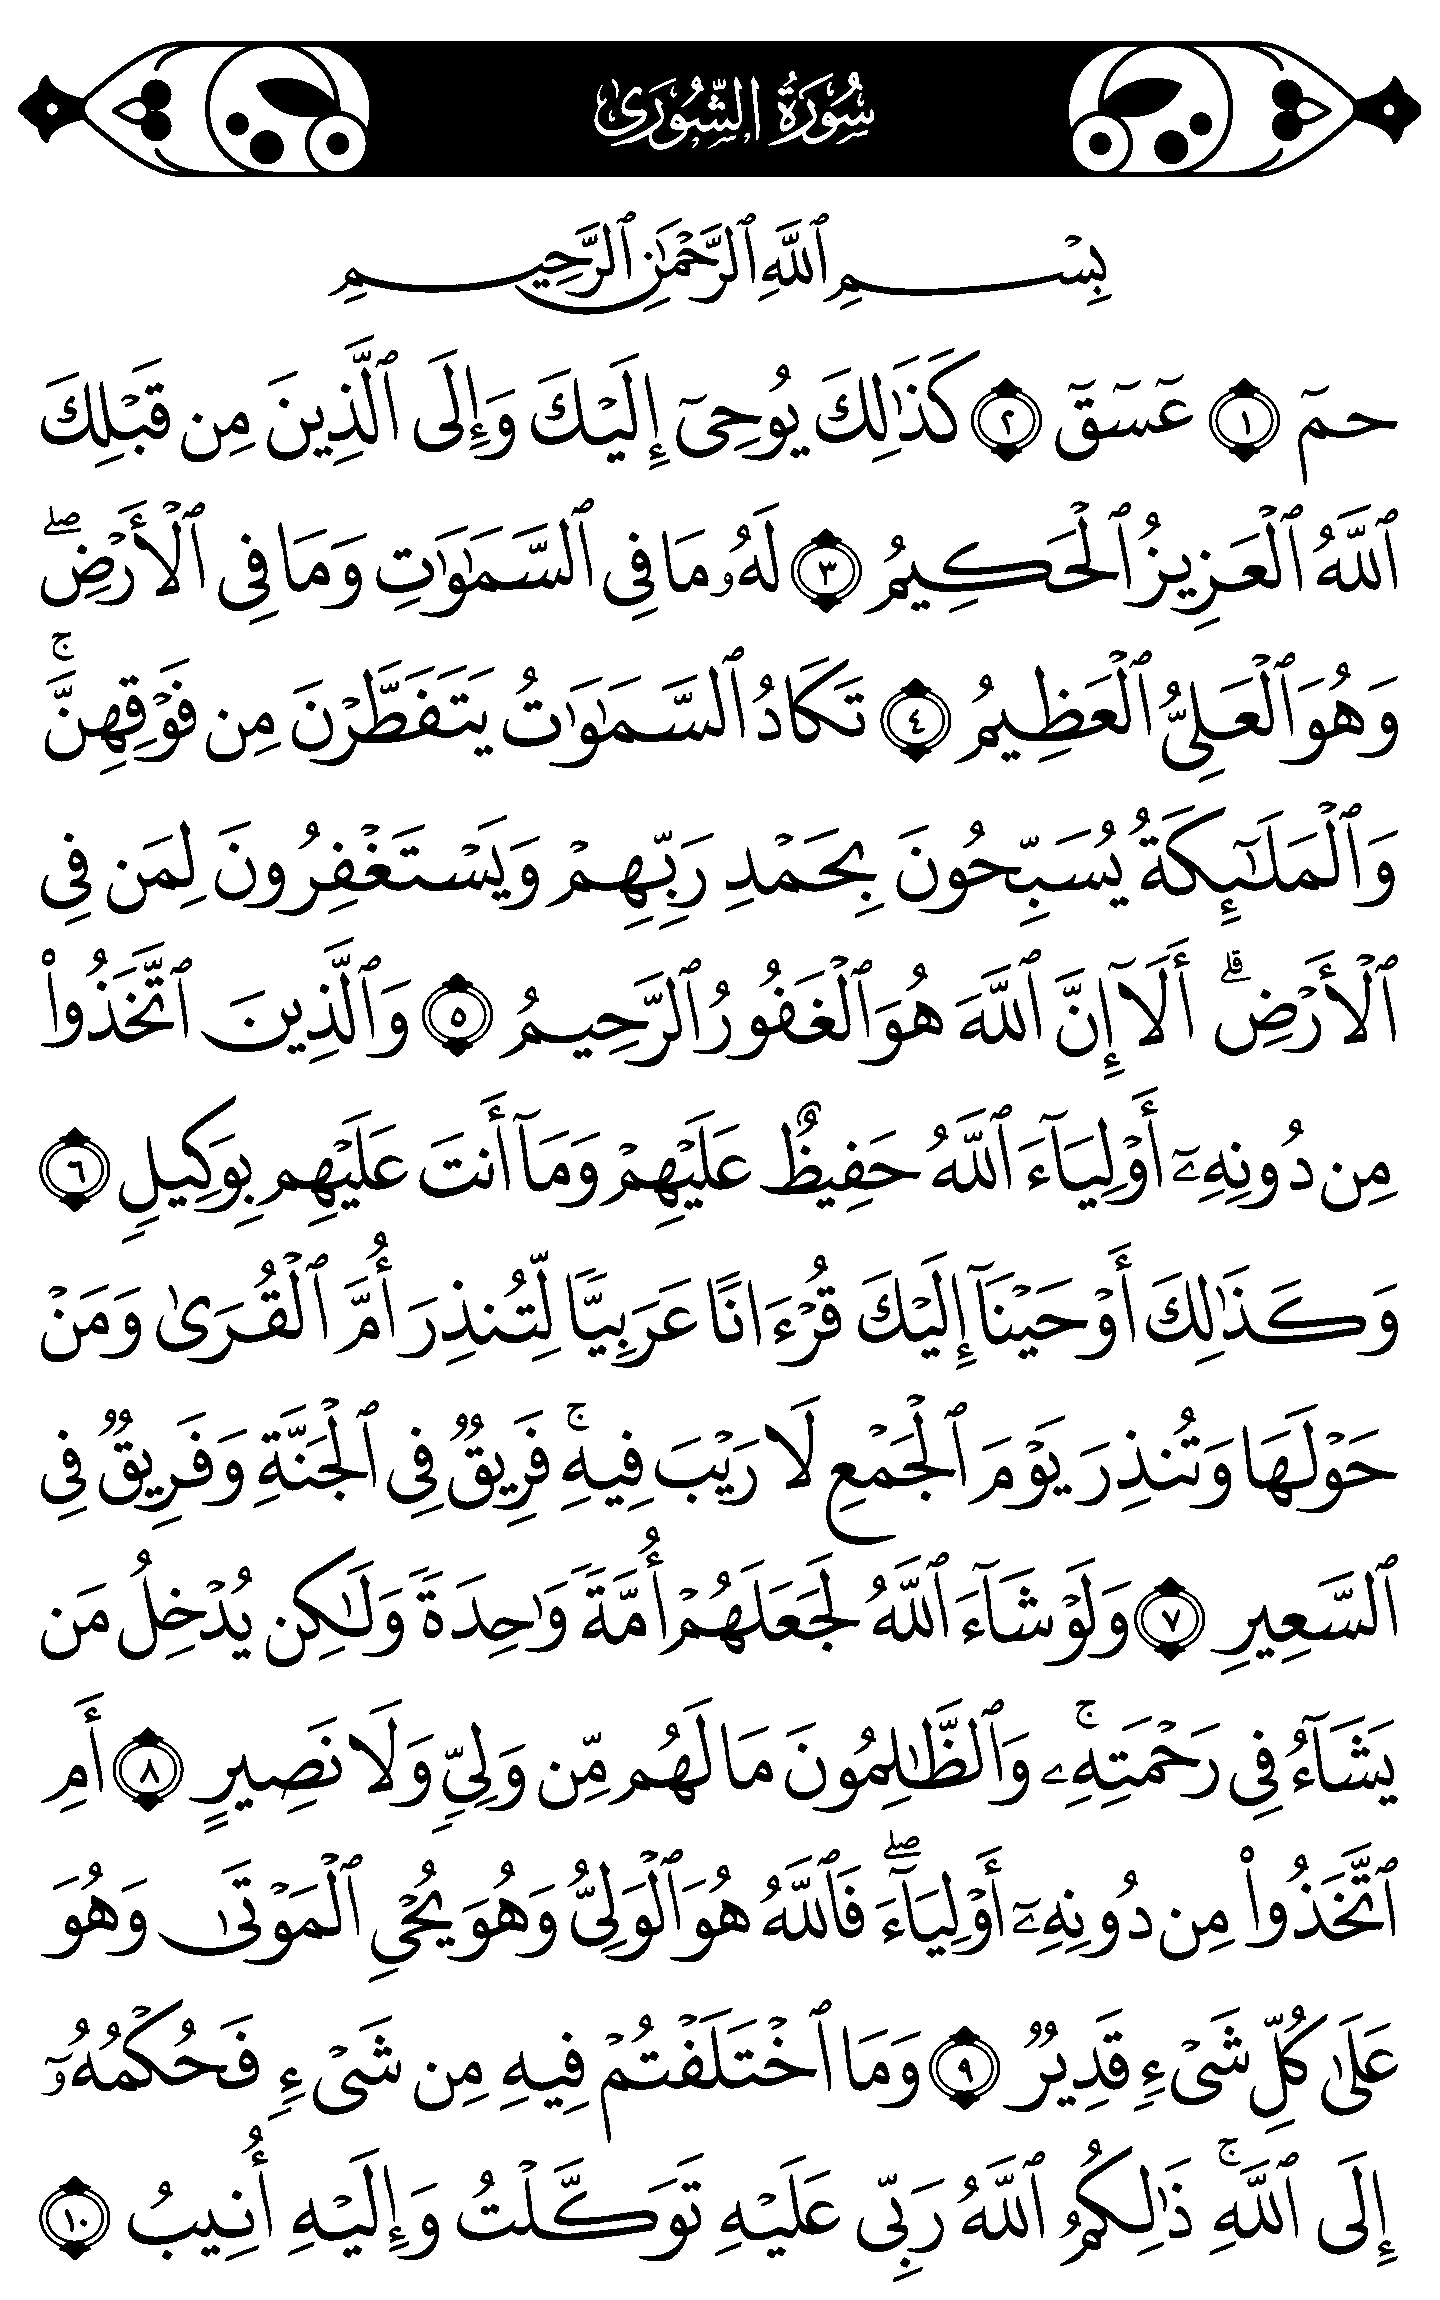 سُورَةُ الشُّورَىٰ
بِسْمِ ٱللَّهِ ٱلرَّحْمَٰنِ ٱلرَّحِيمِ
حمٓ ١ عٓسٓقٓ ٢ كَذَٰلِكَ يُوحِىٓ إِلَيْكَ وَإِلَى ٱلَّذِينَ مِن قَبْلِكَ
ٱللَّهُ ٱلْعَزِيزُ ٱلْحَكِيمُ ٣ لَهُۥ مَا فِى ٱلسَّمَٰوَٰتِ وَمَا فِى ٱلْأَرْضِۖ
وَهُوَ ٱلْعَلِىُّ ٱلْعَظِيمُ ٤ تَكَادُ ٱلسَّمَٰوَٰتُ يَتَفَطَّرْنَ مِن فَوْقِهِنَّۚ
وَٱلْمَلَٰٓئِكَةُ يُسَبِّحُونَ بِحَمْدِ رَبِّهِمْ وَيَسْتَغْفِرُونَ لِمَن فِى
ٱلْأَرْضِۗ أَلَآ إِنَّ ٱللَّهَ هُوَ ٱلْغَفُورُ ٱلرَّحِيمُ ٥ وَٱلَّذِينَ ٱتَّخَذُوا۟
مِن دُونِهِۦٓ أَوْلِيَآءَ ٱللَّهُ حَفِيظٌ عَلَيْهِمْ وَمَآ أَنتَ عَلَيْهِم بِوَكِيلٍ ٦
وَكَذَٰلِكَ أَوْحَيْنَآ إِلَيْكَ قُرْءَانًا عَرَبِيًّا لِّتُنذِرَ أُمَّ ٱلْقُرَىٰ وَمَنْ
حَوْلَهَا وَتُنذِرَ يَوْمَ ٱلْجَمْعِ لَا رَيْبَ فِيهِۚ فَرِيقٌ فِى ٱلْجَنَّةِ وَفَرِيقٌ فِى
ٱلسَّعِيرِ ٧ وَلَوْ شَآءَ ٱللَّهُ لَجَعَلَهُمْ أُمَّةً وَٰحِدَةً وَلَٰكِن يُدْخِلُ مَن
يَشَآءُ فِى رَحْمَتِهِۦۚ وَٱلظَّٰلِمُونَ مَا لَهُم مِّن وَلِىٍّ وَلَا نَصِيرٍ ٨ أَمِ
ٱتَّخَذُوا۟ مِن دُونِهِۦٓ أَوْلِيَآءَۖ فَٱللَّهُ هُوَ ٱلْوَلِىُّ وَهُوَ يُحْىِ ٱلْمَوْتَىٰ وَهُوَ
عَلَىٰ كُلِّ شَىْءٍ قَدِيرٌ ٩ وَمَا ٱخْتَلَفْتُمْ فِيهِ مِن شَىْءٍ فَحُكْمُهُۥٓ
إِلَى ٱللَّهِۚ ذَٰلِكُمُ ٱللَّهُ رَبِّى عَلَيْهِ تَوَكَّلْتُ وَإِلَيْهِ أُنِيبُ ١٠